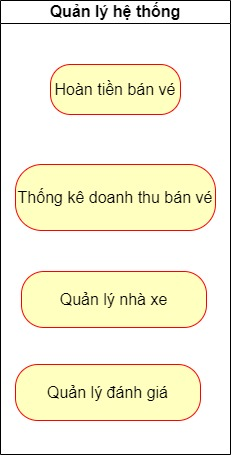 Quản lý hệ thống
Hoàn tiền bán vé
Thống kê doanh thu bán vé
Quản lý nhà xe
Quản lý đánh giá